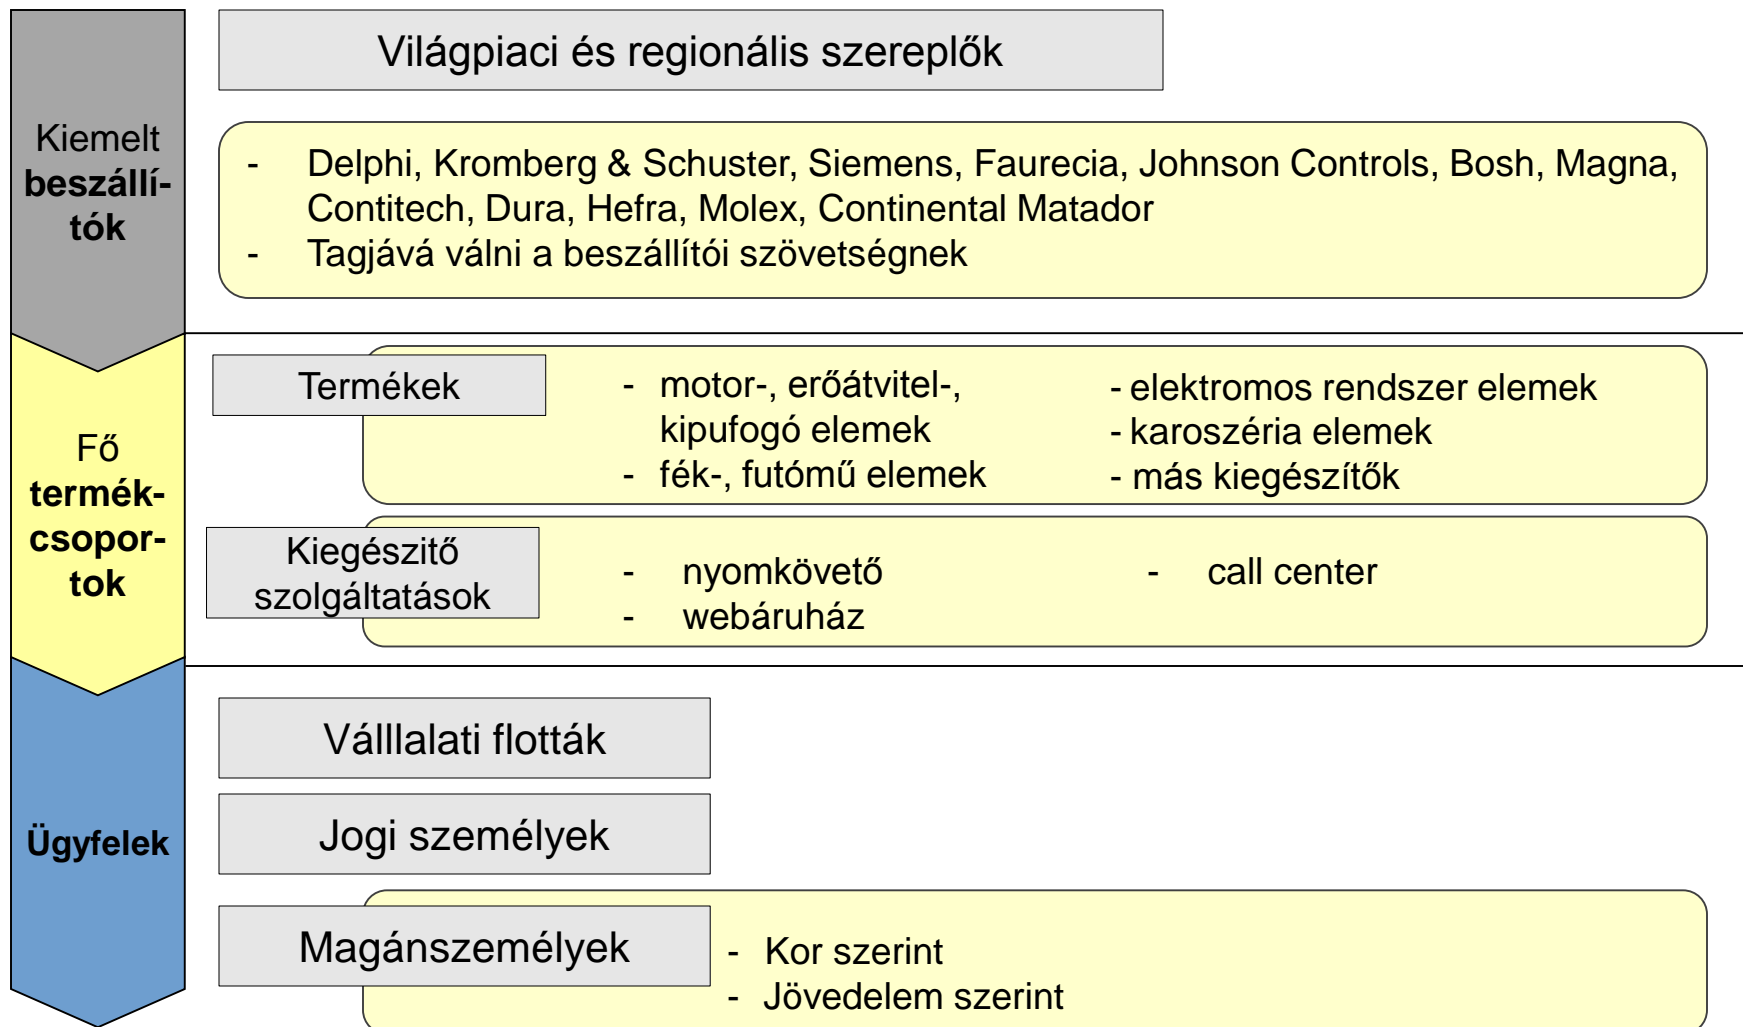 Világpiaci és regionális szereplők
Kiemelt
beszállí-
tók
- Delphi, Kromberg & Schuster, Siemens, Faurecia, Johnson Controls, Bosh, Magna,
Contitech, Dura, Hefra, Molex, Continental Matador
- Tagjává válni a beszállítói szövetségnek
Fő
termék-
csopor-
tok
Termékek
- motor-, erőátvitel-,
kipufogó elemek
- fék-, futómű elemek
- elektromos rendszer elemek
- karoszéria elemek
- más kiegészítők
Kiegészitő
szolgáltatások
- nyomkövető
- webáruház
- call center
Ügyfelek
Válllalati flották
Jogi személyek
Magánszemélyek
- Kor szerint
- Jövedelem szerint